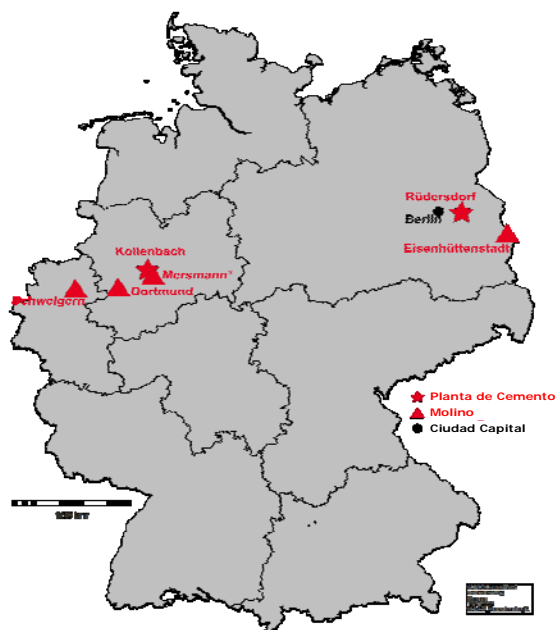 Rüdersdorf
Berlin
Eisenhüttenstadt
Kollenbach
Mersmann*
Dortmund
Schwelgern
Planta de Cemento
Molino
Ciudad Capital